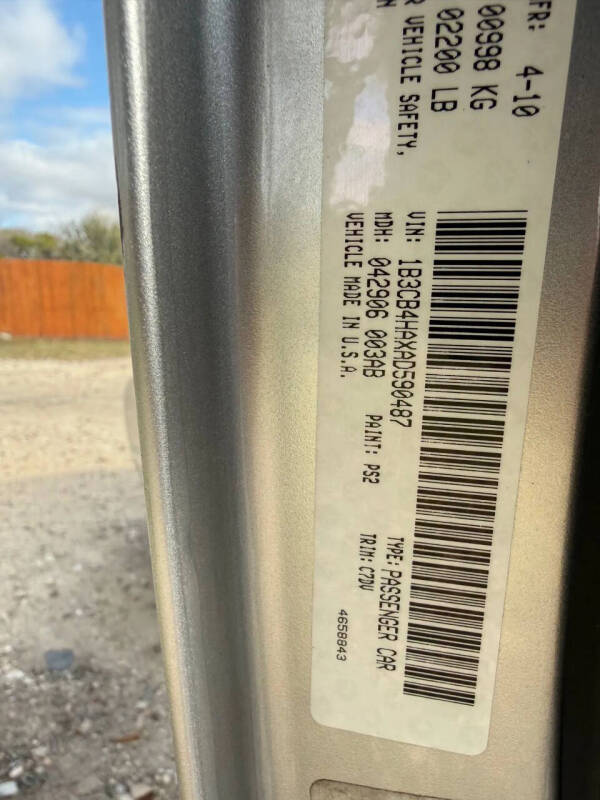 FR: 4-10
00998 KG
02200 LB
VEHICLE SAFETY,
VIN: 1B3CB4HAXAD590487 TYPE: PASSENGER CAR
MDH: 042906 003AB PAINT: PS2 TRIM: C7DV
VEHICLE MADE IN U.S.A. 4658843